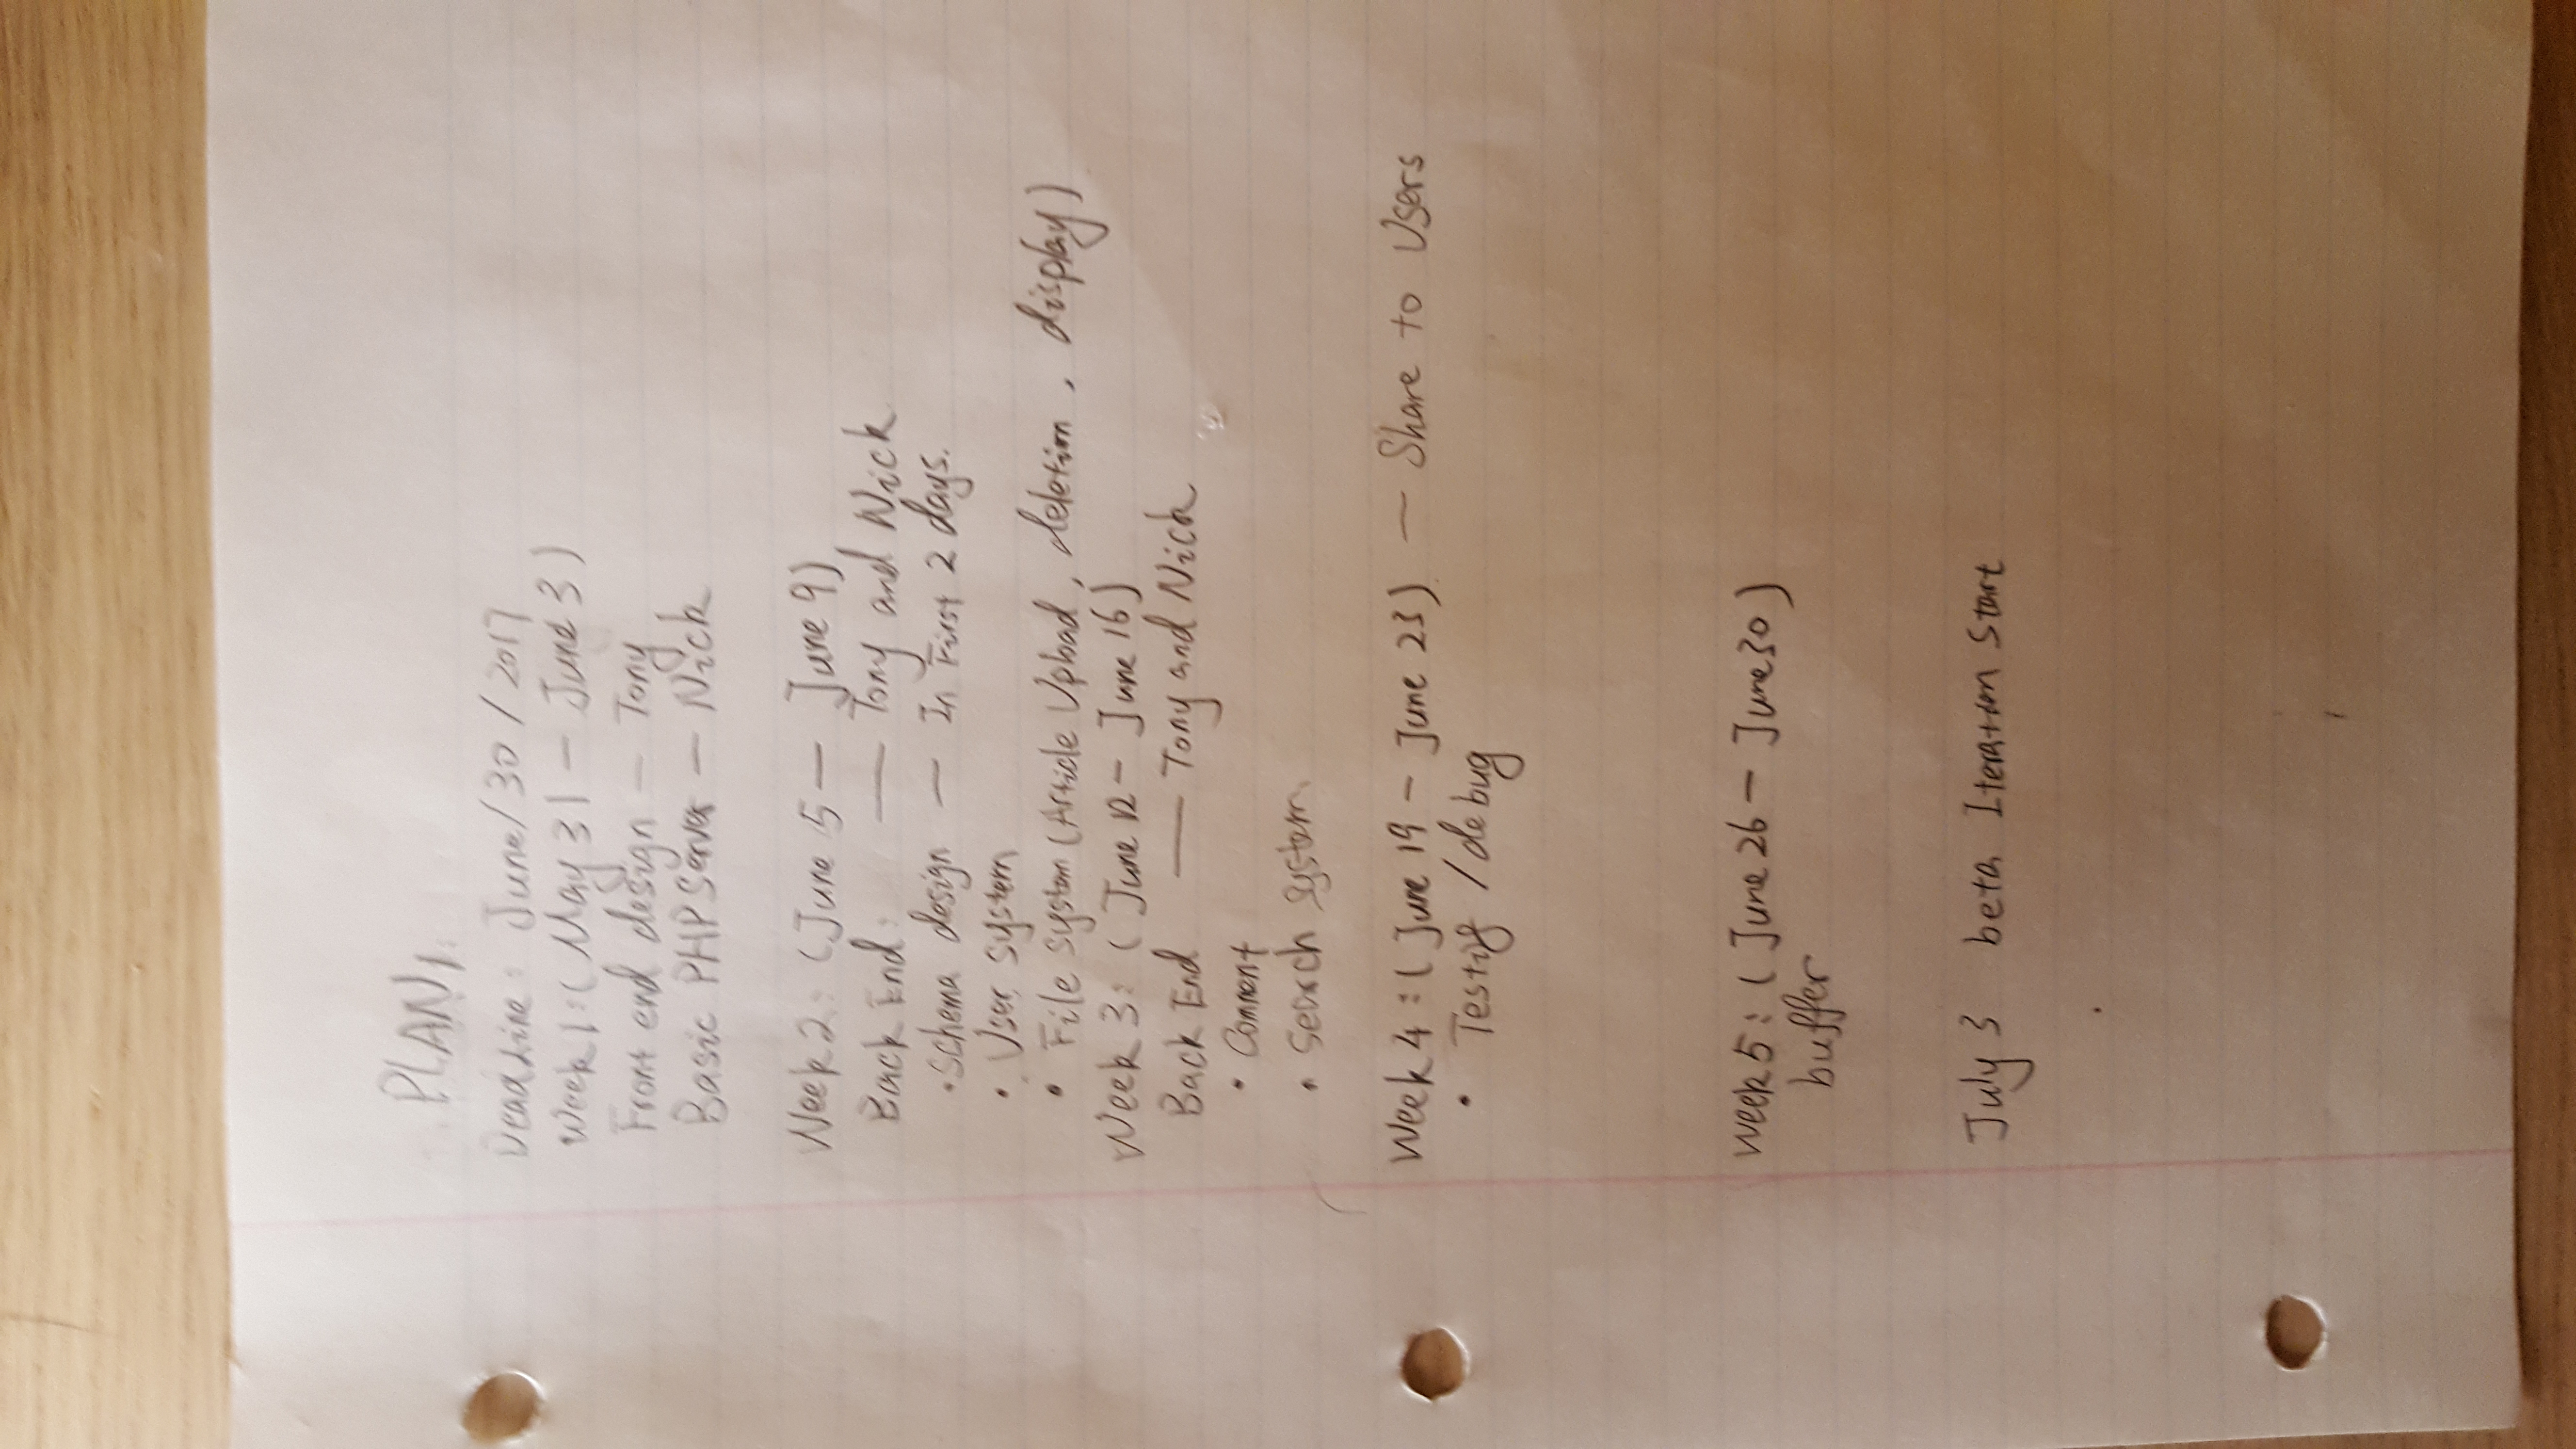 PLAN 1
Deadline: June/30/2017
Week 1: (May 31 — June 3)
Front end design — Tony
Basic PHP Server — Nick
Week 2: (June 5 — June 9)
Back End: — Tony and Nick
• Schema design — In First 2 days.
• User system
• File system (Article Upload, deletion, display)
Week 3: (June 12 — June 16)
Back End — Tony and Nick
• Comment
• Search system
Week 4: (June 19 — June 23) — Share to Users
• Testig / debug
Week 5: (June 26 — June 30)
buffer
July 3 beta Iteration Start